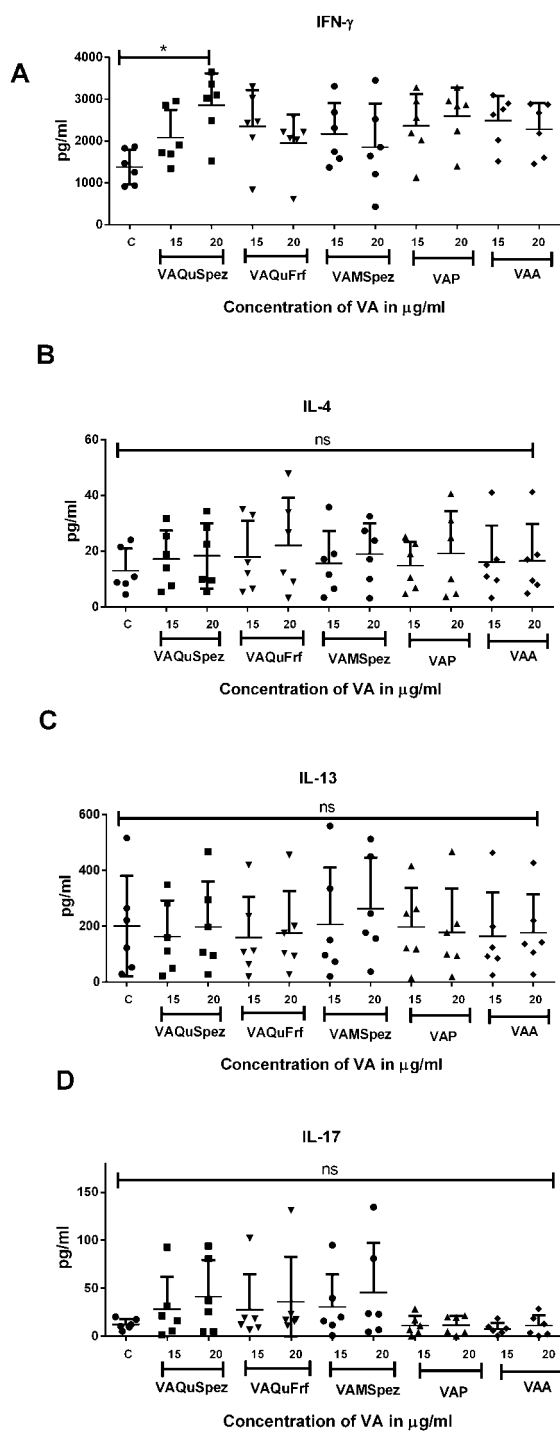 IFN-γ
A
*
4000
3000
2000
1000
0
pg/ml
C 15 20 15 20 15 20 15 20 15 20
VAQuSpez VAQuFrf VAMSpez VAP VAA
Concentration of VA in μg/ml
B
IL-4
ns
60
40
20
0
pg/ml
C 15 20 15 20 15 20 15 20 15 20
VAQuSpez VAQuFrf VAMSpez VAP VAA
Concentration of VA in μg/ml
C
IL-13
ns
600
400
200
0
pg/ml
C 15 20 15 20 15 20 15 20 15 20
VAQuSpez VAQuFrf VAMSpez VAP VAA
Concentration of VA in μg/ml
D
IL-17
ns
150
100
50
0
pg/ml
C 15 20 15 20 15 20 15 20 15 20
VAQuSpez VAQuFrf VAMSpez VAP VAA
Concentration of VA in μg/ml